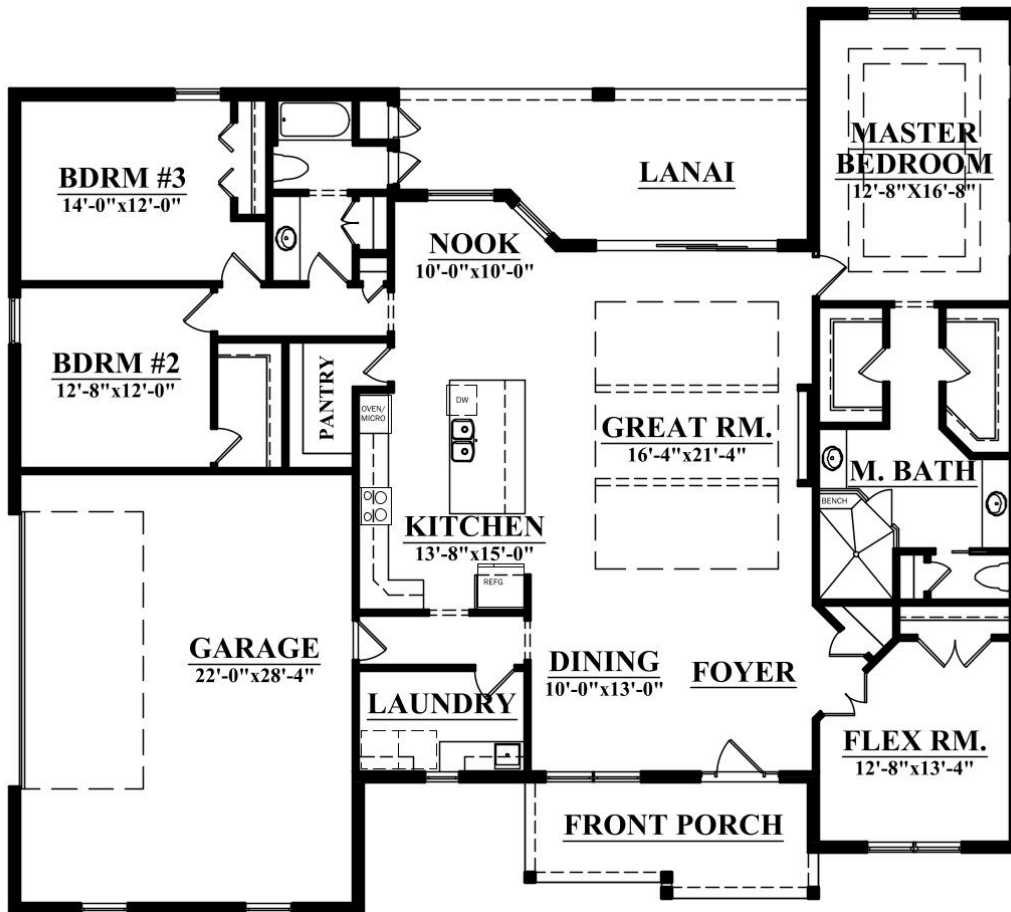 MASTER
BEDROOM
12'-8"X16'-8"
BDRM #3
14'-0"x12'-0"
LANAI
NOOK
10'-0"x10'-0"
BDRM #2
12'-8"x12'-0"
PANTRY
OVEN/
MICRO
DW
GREAT RM.
16'-4"x21'-4"
M. BATH
BENCH
KITCHEN
13'-8"x15'-0"
REFG
GARAGE
22'-0"x28'-4"
DINING
10'-0"x13'-0"
FOYER
LAUNDRY
FLEX RM.
12'-8"x13'-4"
FRONT PORCH